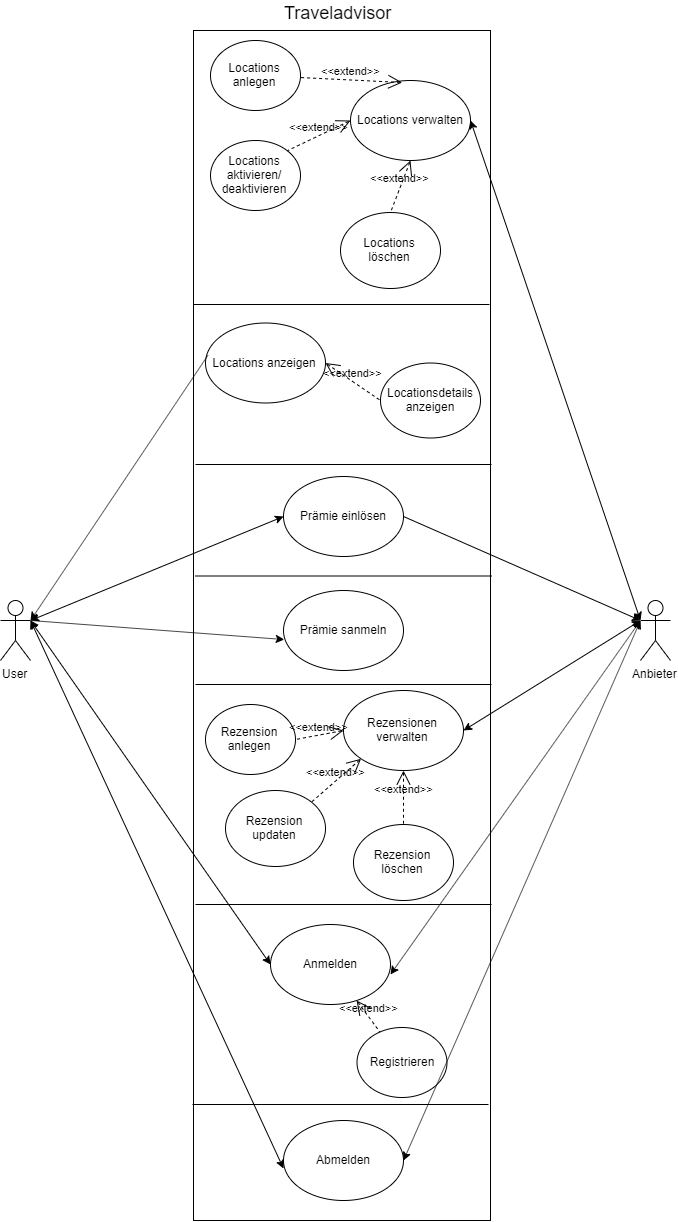 Traveladvisor
Locations
anlegen
<<extend>>
Locations verwalten
<<extend>>
Locations
aktivieren/
deaktivieren
<<extend>>
Locations
löschen
Locations anzeigen
<<extend>>
Locationsdetails
anzeigen
Prämie einlösen
Prämie sanmeln
User
Anbieter
Rezension
anlegen
<<extend>>
Rezensionen
verwalten
<<extend>>
Rezension
updaten
<<extend>>
Rezension
löschen
Anmelden
<<extend>>
Registrieren
Abmelden